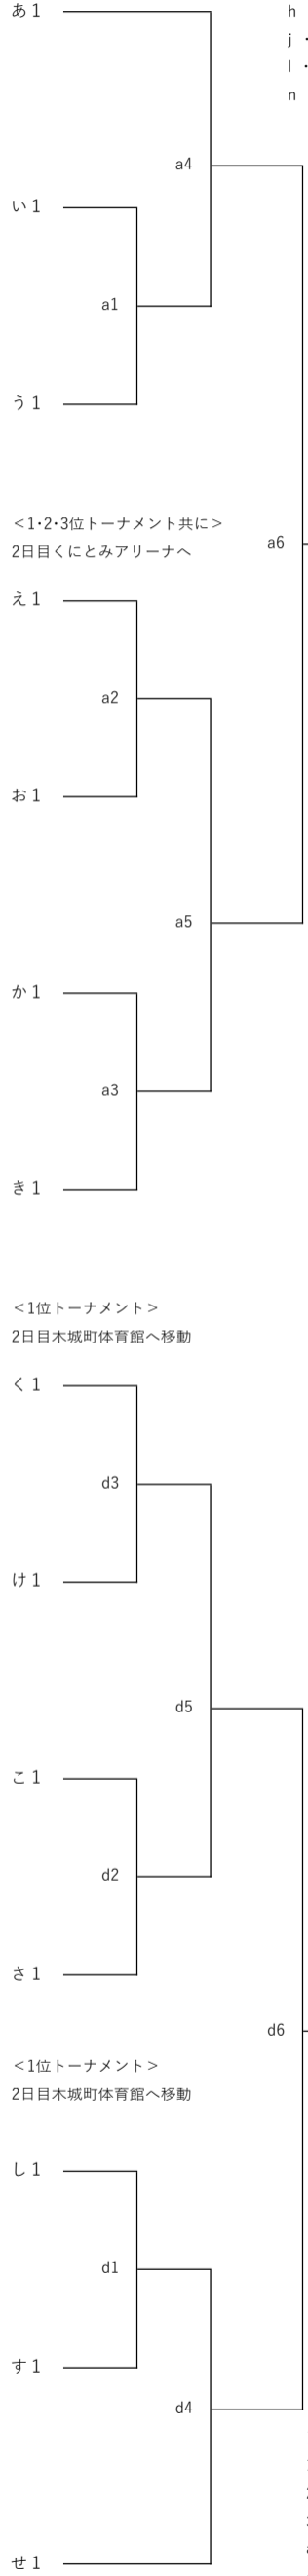 あ 1
h
j ・
l ・
n
a4
い 1
a1
う 1
＜1・2・3位トーナメント共に＞
2日目くにとみアリーナへ
a6
え 1
a2
お 1
a5
か 1
a3
き 1
＜1位トーナメント＞
2日目木城町体育館へ移動
く 1
d3
け 1
d5
こ 1
d2
さ 1
d6
＜1位トーナメント＞
2日目木城町体育館へ移動
し 1
d1
す 1
d4
せ 1